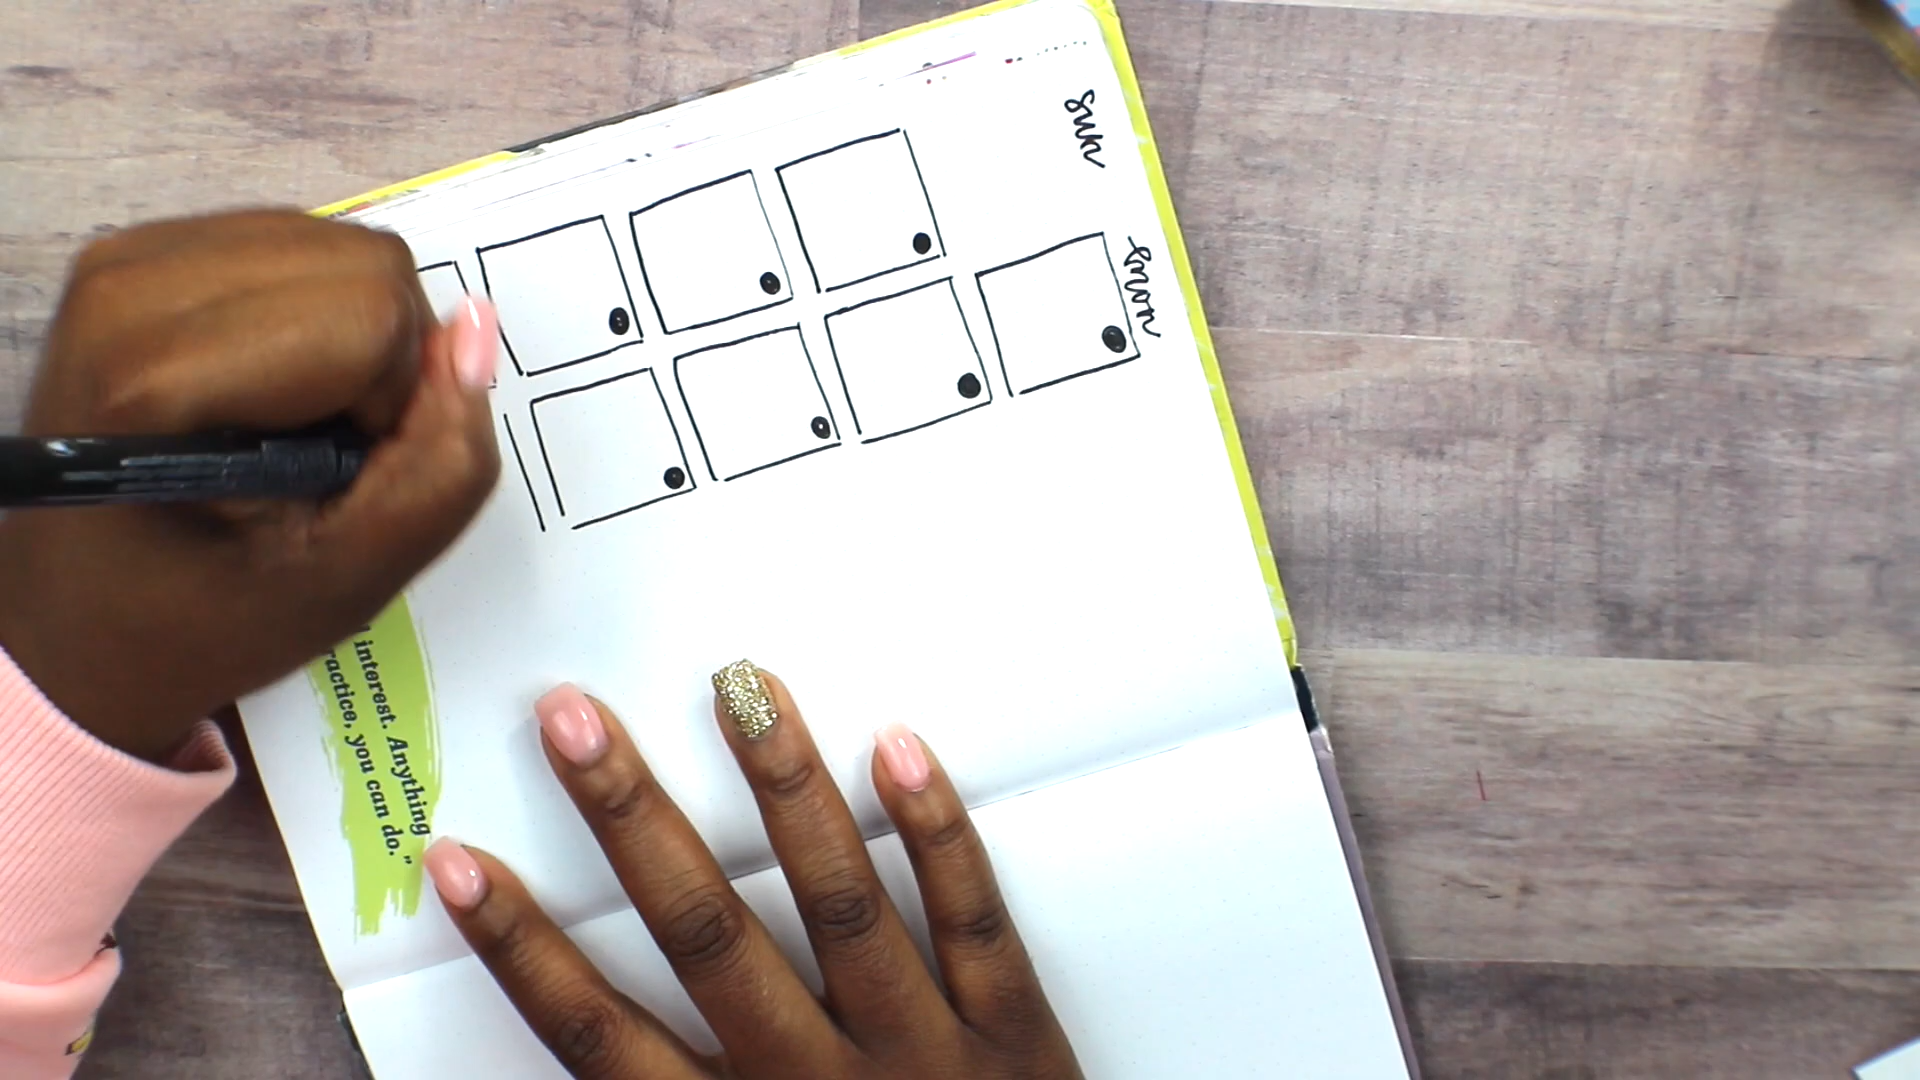 sun
mon
interest. Anything
ractice, you can do.”